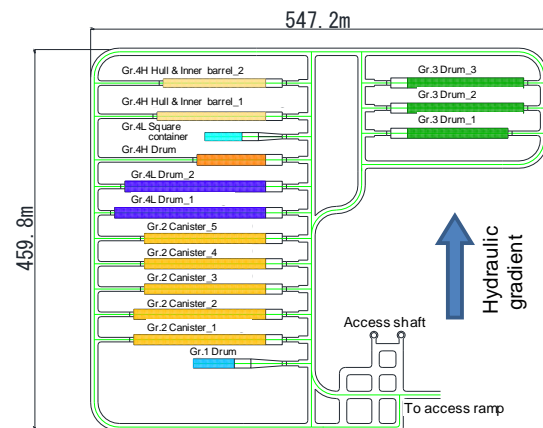 547.2m
459.8m
Gr.4H Hull & Inner barrel_2
Gr.4H Hull & Inner barrel_1
Gr.4L Square
container
Gr.4H Drum
Gr.4L Drum_2
Gr.4L Drum_1
Gr.2 Canister_5
Gr.2 Canister_4
Gr.2 Canister_3
Gr.2 Canister_2
Gr.2 Canister_1
Gr.1 Drum
Gr.3 Drum_3
Gr.3 Drum_2
Gr.3 Drum_1
Hydraulic
gradient
Access shaft
To access ramp